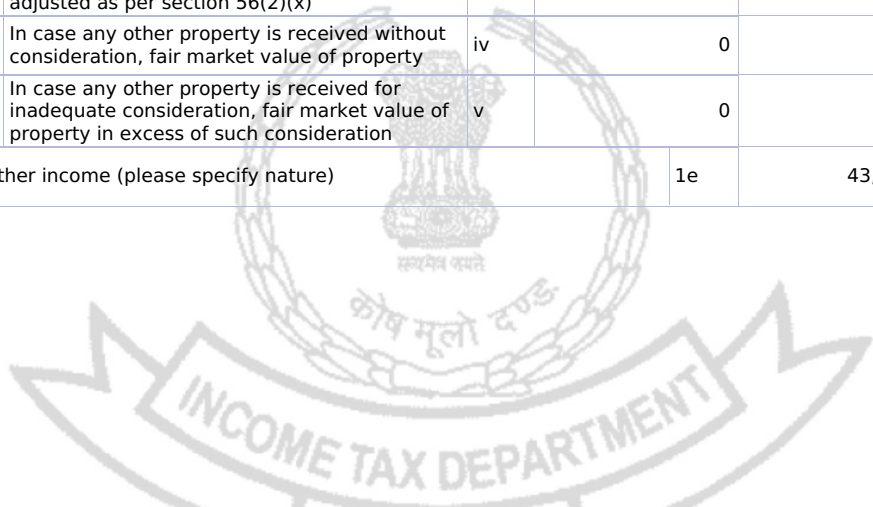 adjusted as per section 56(2)(x)
In case any other property is received without iv 0
consideration, fair market value of property
In case any other property is received for
inadequate consideration, fair market value of v 0
property in excess of such consideration
ther income (please specify nature) 1e 43,
सत्यमेव जयते
कोष मूलो दण्डः
INCOME TAX DEPARTMENT